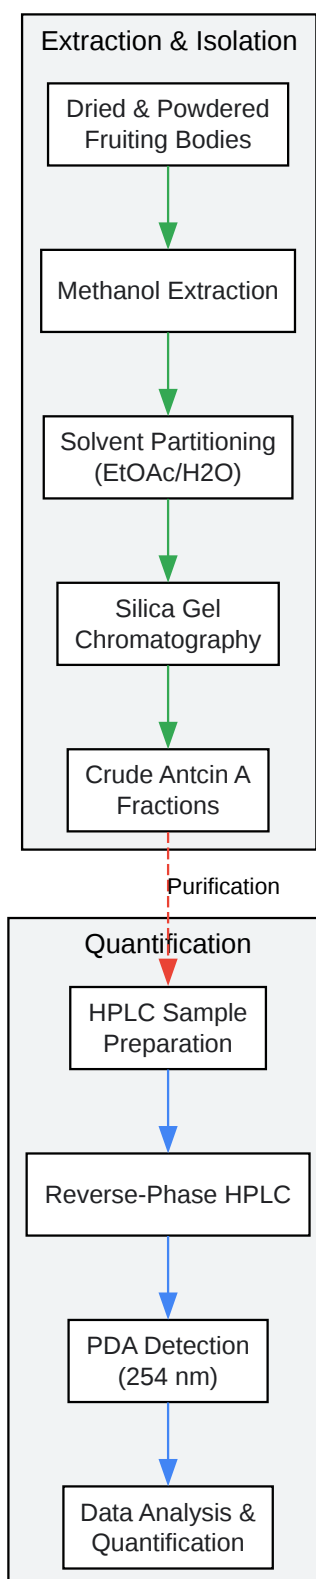 Extraction & Isolation
Dried & Powdered
Fruiting Bodies
Methanol Extraction
Solvent Partitioning
(EtOAc/H2O)
Silica Gel
Chromatography
Crude Antcin A
Fractions
Purification
Quantification
HPLC Sample
Preparation
Reverse-Phase HPLC
PDA Detection
(254 nm)
Data Analysis &
Quantification